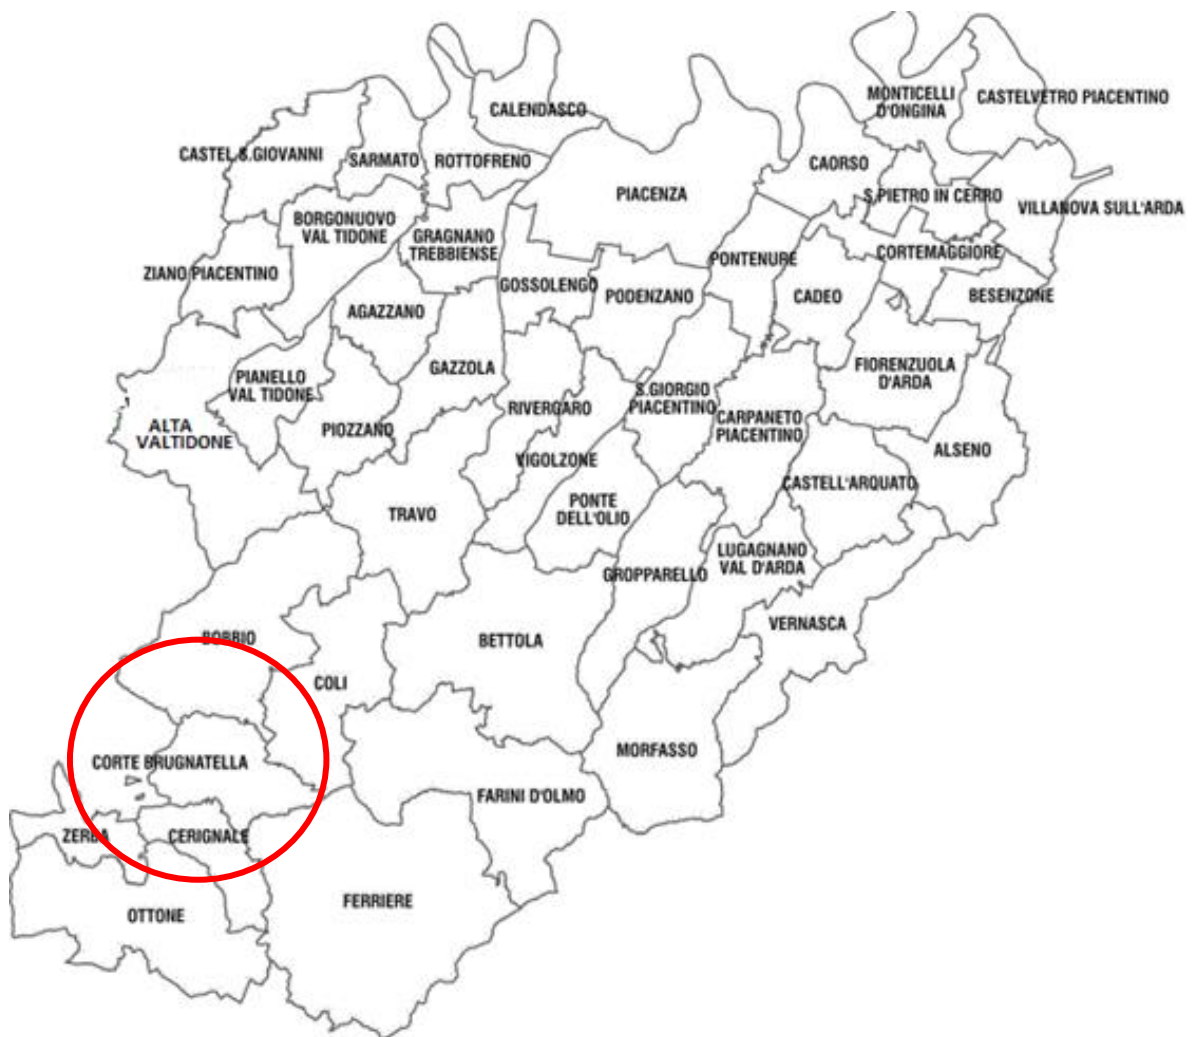 CALENDASCO
MONTICELLI
D'ONGINA
CASTELVETRO PIACENTINO
CASTEL S.GIOVANNI
SARMATO
ROTTOFRENO
CAORSO
PIACENZA
S.PIETRO IN CERRO
VILLANOVA SULL'ARDA
BORGONUOVO
VAL TIDONE
GRAGNANO
TREBBIENSE
ZIANO PIACENTINO
PONTENURE
CORTEMAGGIORE
GOSSOLENGO
PODENZANO
CADEO
BESENZONE
AGAZZANO
GAZZOLA
FIORENZUOLA
D'ARDA
PIANELLO
VAL TIDONE
S.GIORGIO
PIACENTINO
RIVERGARO
CARPANETO
PIACENTINO
ALTA
VALTIDONE
PIOZZANO
ALSENO
VIGOLZONE
CASTELL'ARQUATO
TRAVO
PONTE
DELL'OLIO
LUGAGNANO
VAL D'ARDA
GROPPARELLO
VERNASCA
BOBBIO
BETTOLA
COLI
MORFASSO
CORTE BRUGNATELLA
FARINI D'OLMO
ZERBA
CERIGNALE
FERRIERE
OTTONE